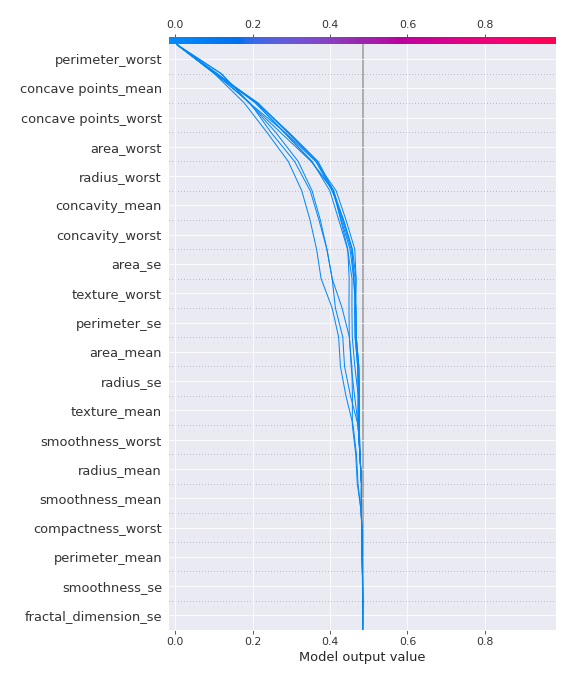 0.0 0.2 0.4 0.6 0.8
perimeter_worst
concave points_mean
concave points_worst
area_worst
radius_worst
concavity_mean
concavity_worst
area_se
texture_worst
perimeter_se
area_mean
radius_se
texture_mean
smoothness_worst
radius_mean
smoothness_mean
compactness_worst
perimeter_mean
smoothness_se
fractal_dimension_se
0.0 0.2 0.4 0.6 0.8
Model output value